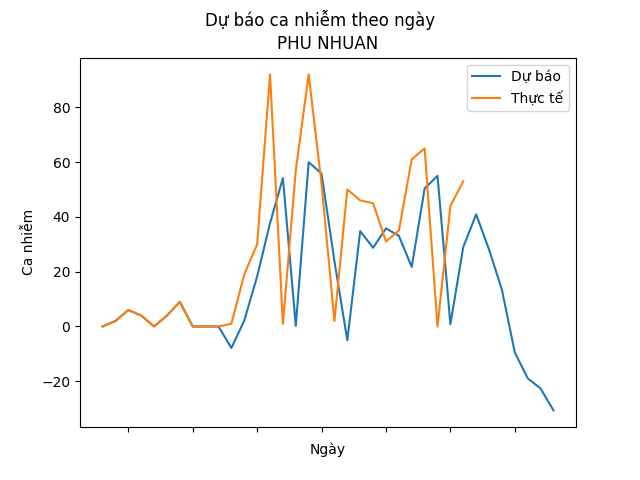 Dự báo ca nhiễm theo ngày
PHU NHUAN
Dự báo
Thực tế
80
60
40
20
0
−20
Ca nhiễm
Ngày